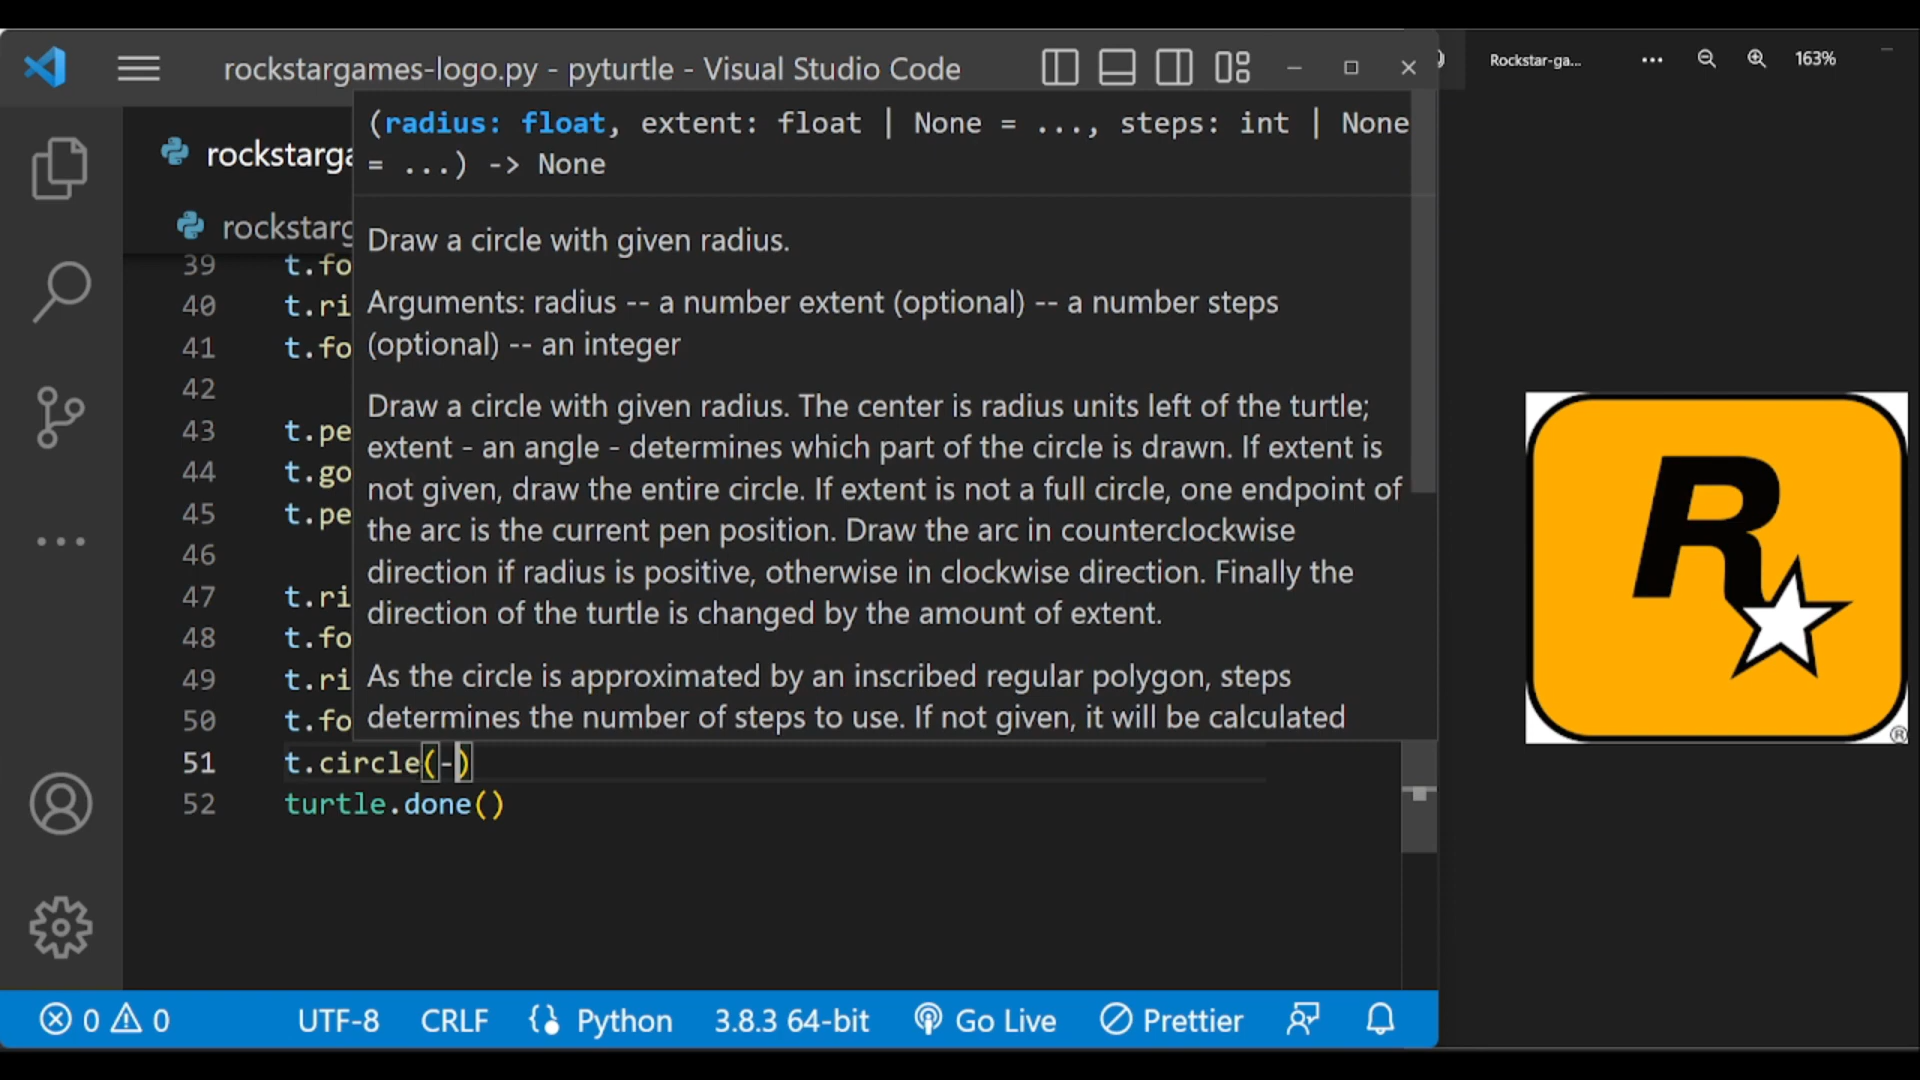 rockstargames-logo.py - pyturtle - Visual Studio Code
Rockstar-ga...
163%
(radius: float, extent: float | None = ..., steps: int | None
= ...) -> None
rockstarga
rockstarg
Draw a circle with given radius.
Arguments: radius -- a number extent (optional) -- a number steps
(optional) -- an integer
Draw a circle with given radius. The center is radius units left of the turtle;
extent - an angle - determines which part of the circle is drawn. If extent is
not given, draw the entire circle. If extent is not a full circle, one endpoint of
the arc is the current pen position. Draw the arc in counterclockwise
direction if radius is positive, otherwise in clockwise direction. Finally the
direction of the turtle is changed by the amount of extent.
As the circle is approximated by an inscribed regular polygon, steps
determines the number of steps to use. If not given, it will be calculated
39 t.fo
40 t.ri
41 t.fo
42
43 t.pe
44 t.go
45 t.pe
46
47 t.ri
48 t.fo
49 t.ri
50 t.fo
51 t.circle(-)
52 turtle.done()
R
®
0 0 UTF-8 CRLF Python 3.8.3 64-bit Go Live Prettier